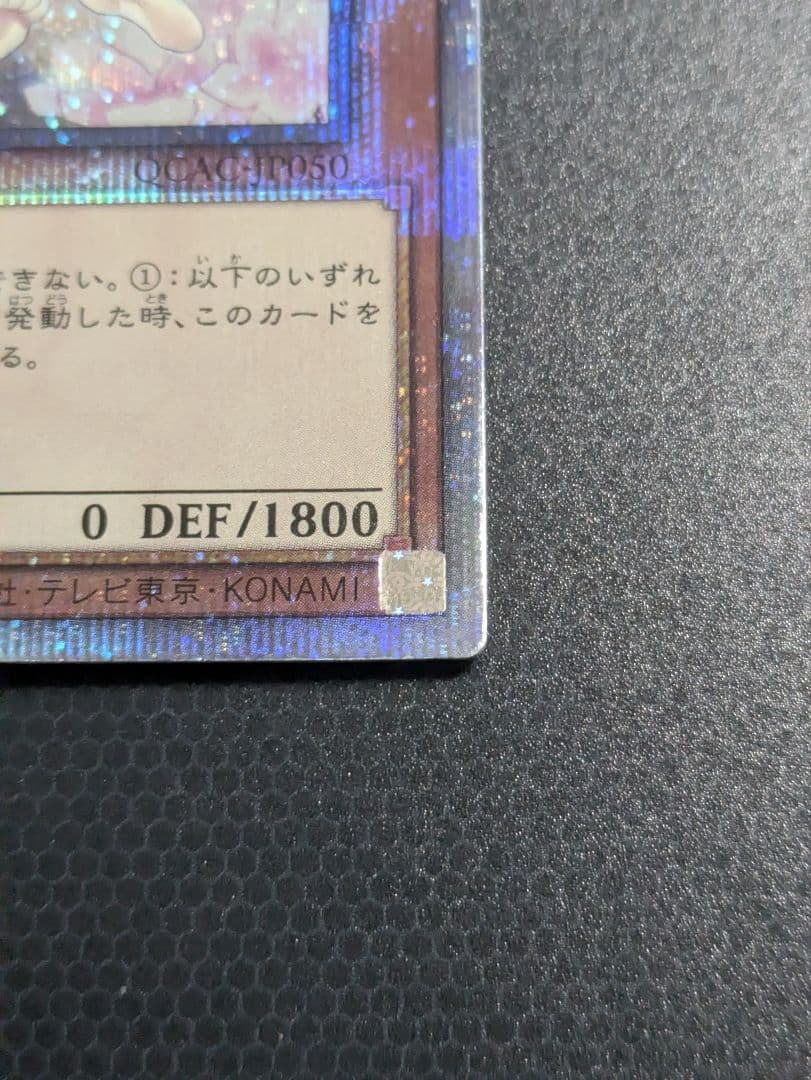 QCAC-JP050
きない。①:以下のいずれ
発動した時、このカードを
る。
0 DEF/1800
社・テレビ東京・KONAMI